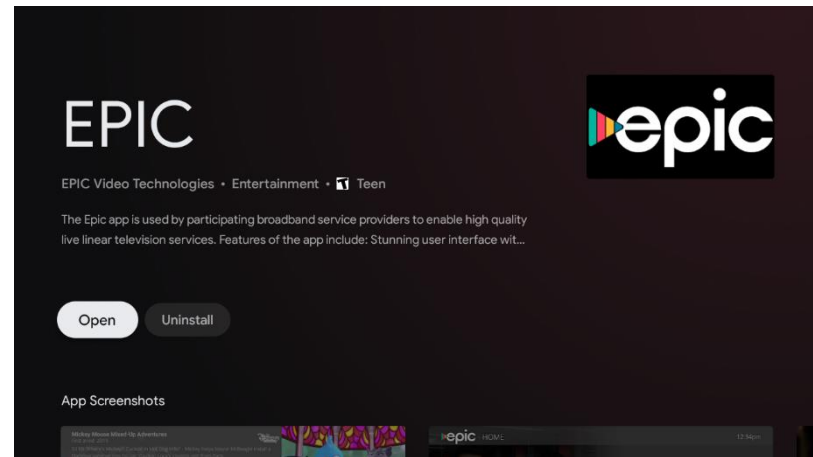 EPIC
epic
EPIC Video Technologies • Entertainment • T Teen
The Epic app is used by participating broadband service providers to enable high quality
live linear television services. Features of the app include: Stunning user interface wit...
Open
Uninstall
App Screenshots
Mickey Mouse Mixed Up Adventures
epic HOME
12:34pm